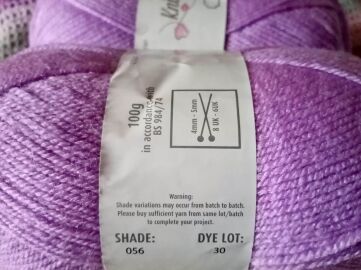 100g
in accordance with
BS 984/74
4mm - 5mm
8 UK - 6UK
Warning:
Shade variations may occur from batch to batch.
Please buy sufficient yarn from same lot/batch
to complete your project.
SHADE: DYE LOT:
056 30